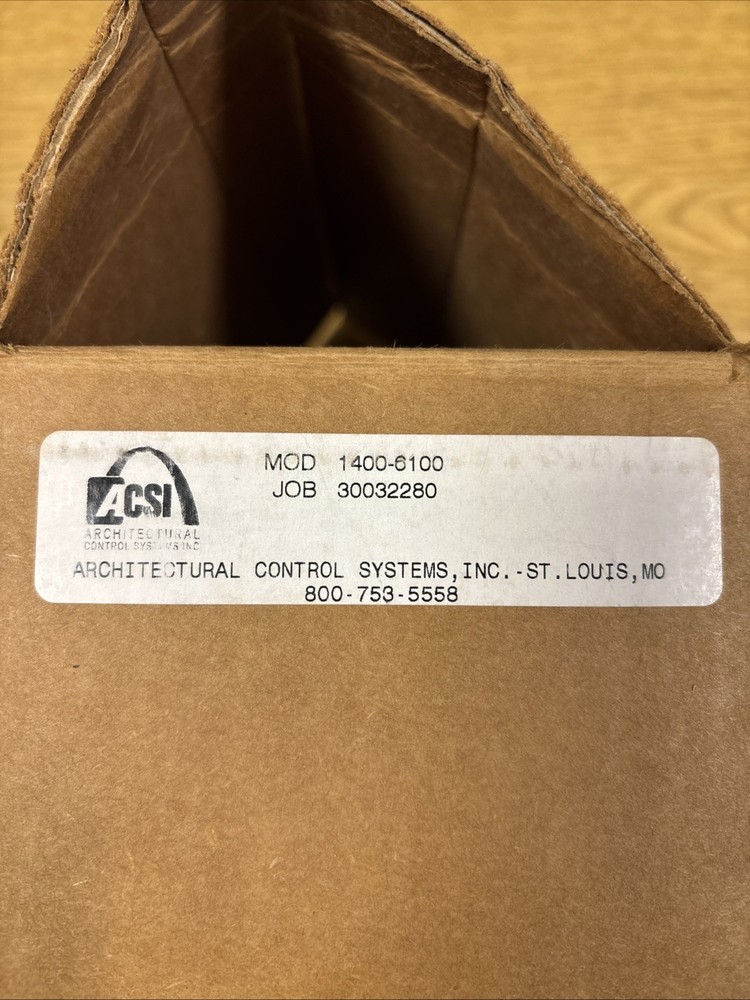 MOD 1400-6100
JOB 30032280
ACSI
ARCHITECTURAL
CONTROL SYSTEMS INC
ARCHITECTURAL CONTROL SYSTEMS,INC.-ST.LOUIS,MO
800-753-5558